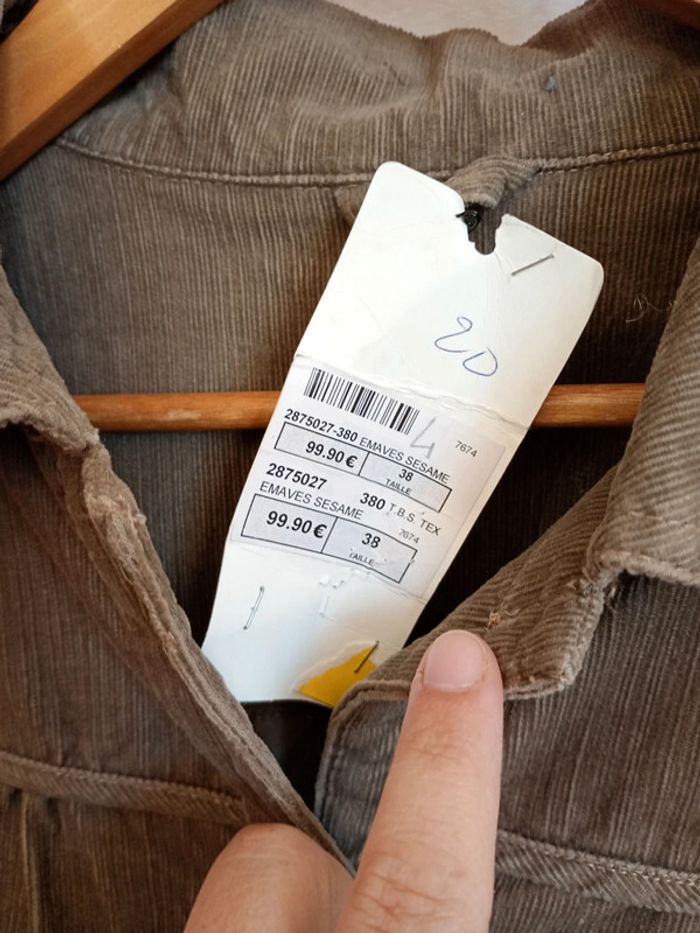 20
4
2875027-380 EMAVES SESAME
7674
99.90 €
38
TAILLE
2875027
380 T.B.S. TEX
EMAVES SESAME
7674
99.90 €
38
TAILLE